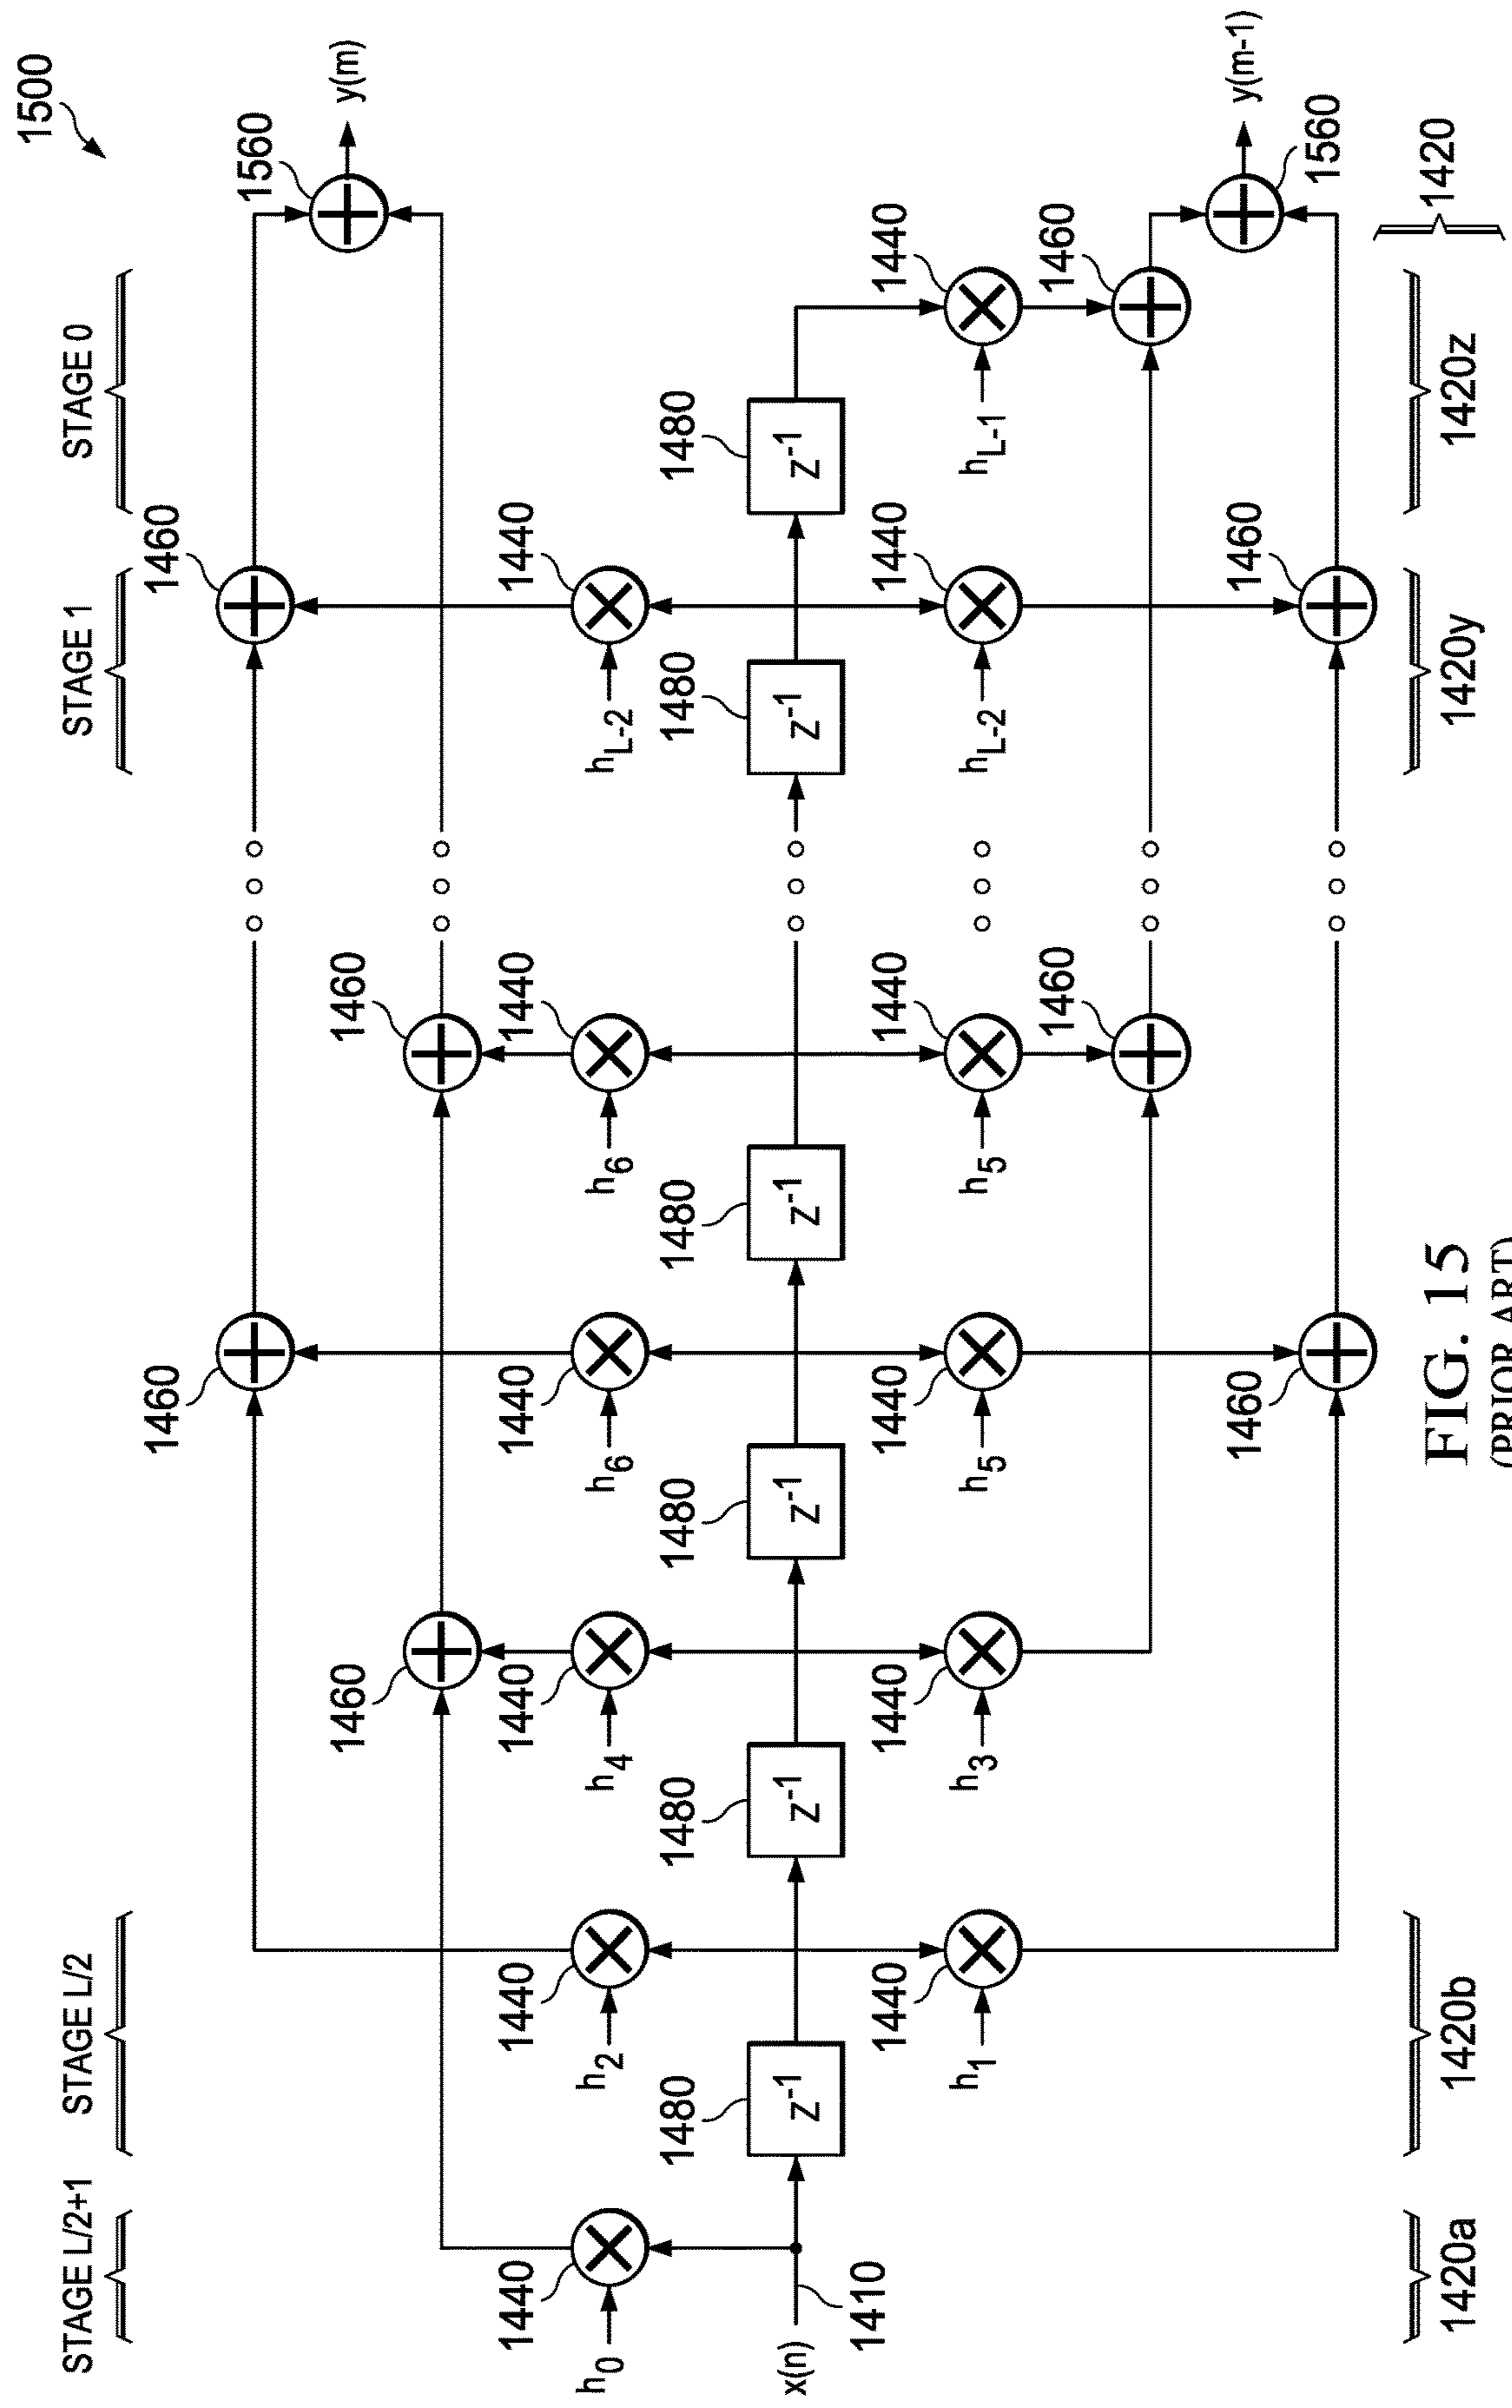 1500
STAGE L/2+1 STAGE L/2 STAGE 1 STAGE 0
1460 1460
1560
1460 1460 y(m)
1440 1440 1440 1440 1440 1440
h0 h2 h4 h6 h6 hL-2
1480 1480 1480 1480 1480 1480
x(n) z-1 z-1 z-1 z-1 z-1 z-1
1410
1440 1440 1440 1440 1440 1440
h1 h3 h5 h5 hL-2 hL-1
1460 1460
1460 1460 y(m-1)
1560
1420a 1420b 1420y 1420z 1420
FIG. 15
(PRIOR ART)